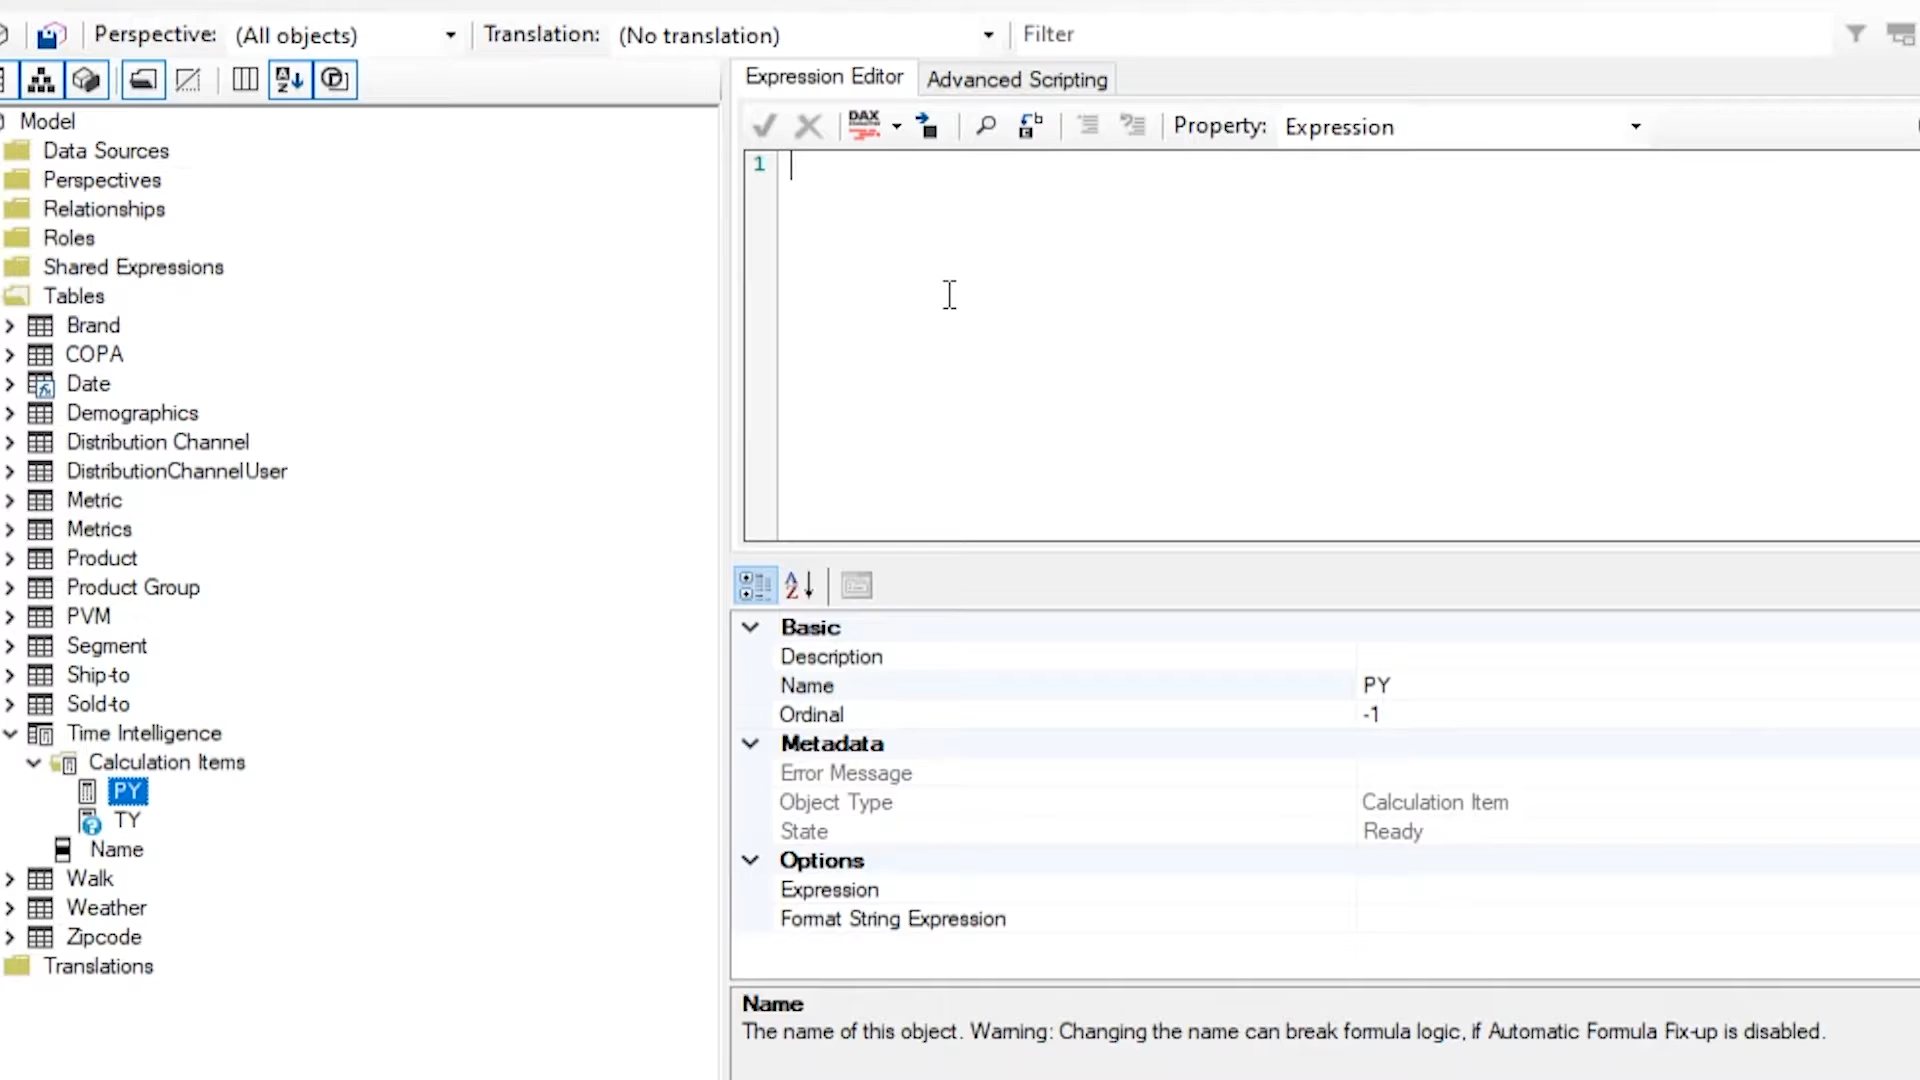 Perspective: (All objects) Translation: (No translation) Filter
Expression Editor Advanced Scripting
DAX Property: Expression
1
Model
Data Sources
Perspectives
Relationships
Roles
Shared Expressions
Tables
Brand
COPA
Date
Demographics
Distribution Channel
DistributionChannelUser
Metric
Metrics
Product
Product Group
PVM
Segment
Ship-to
Sold-to
Time Intelligence
Calculation Items
PY
TY
Name
Walk
Weather
Zipcode
Translations
Basic
Description
Name PY
Ordinal -1
Metadata
Error Message
Object Type Calculation Item
State Ready
Options
Expression
Format String Expression
Name
The name of this object. Warning: Changing the name can break formula logic, if Automatic Formula Fix-up is disabled.